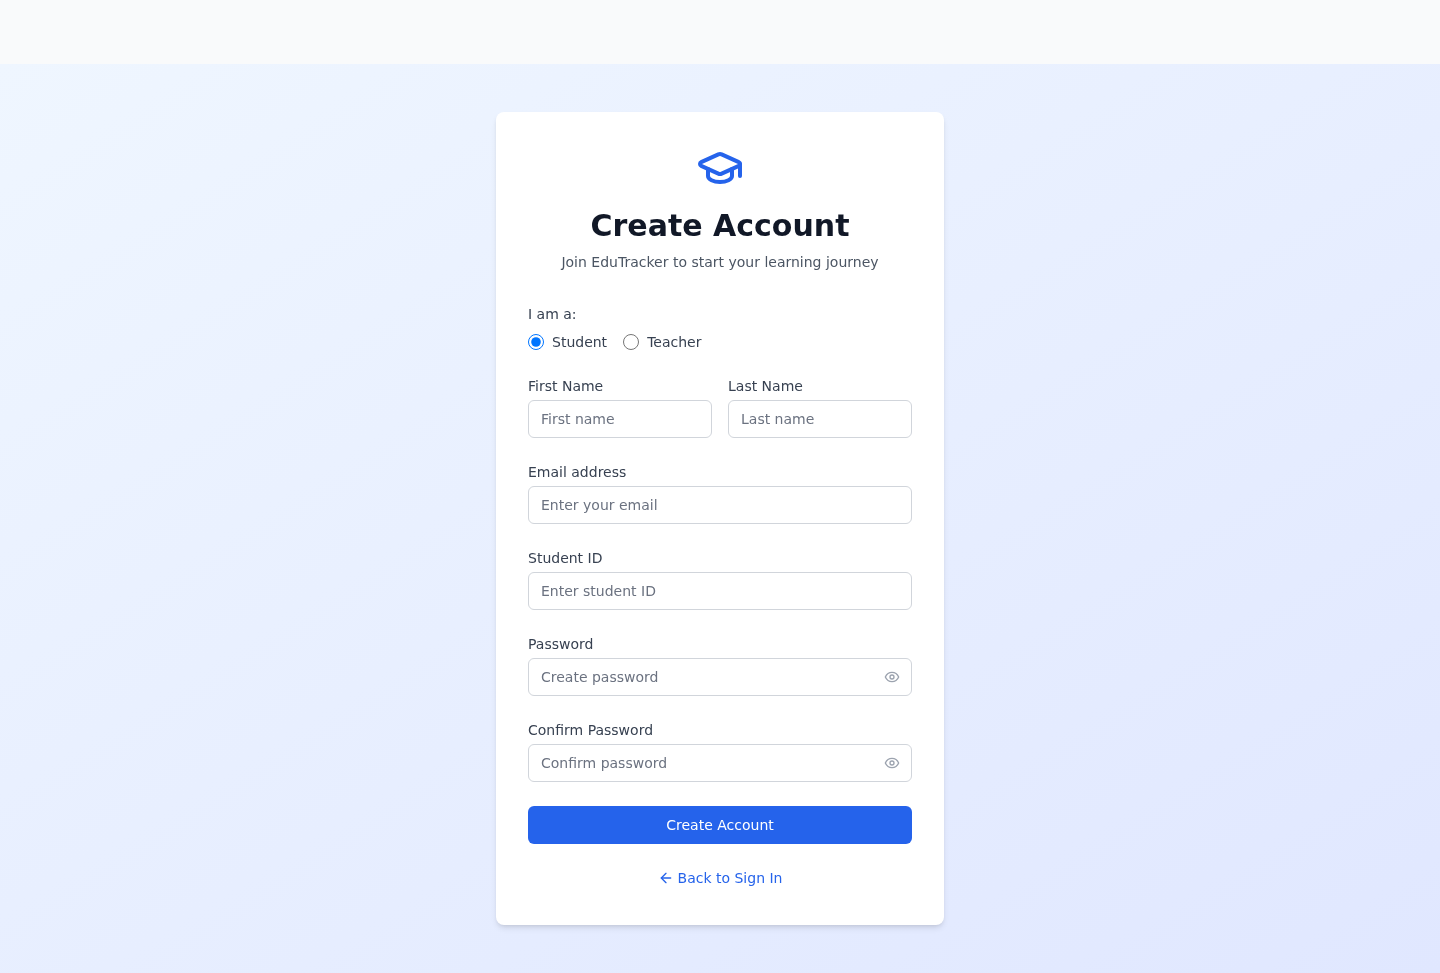 Create Account
Join EduTracker to start your learning journey
I am a:
Student Teacher
First Name Last Name
First name Last name
Email address
Enter your email
Student ID
Enter student ID
Password
Create password
Confirm Password
Confirm password
Create Account
Back to Sign In